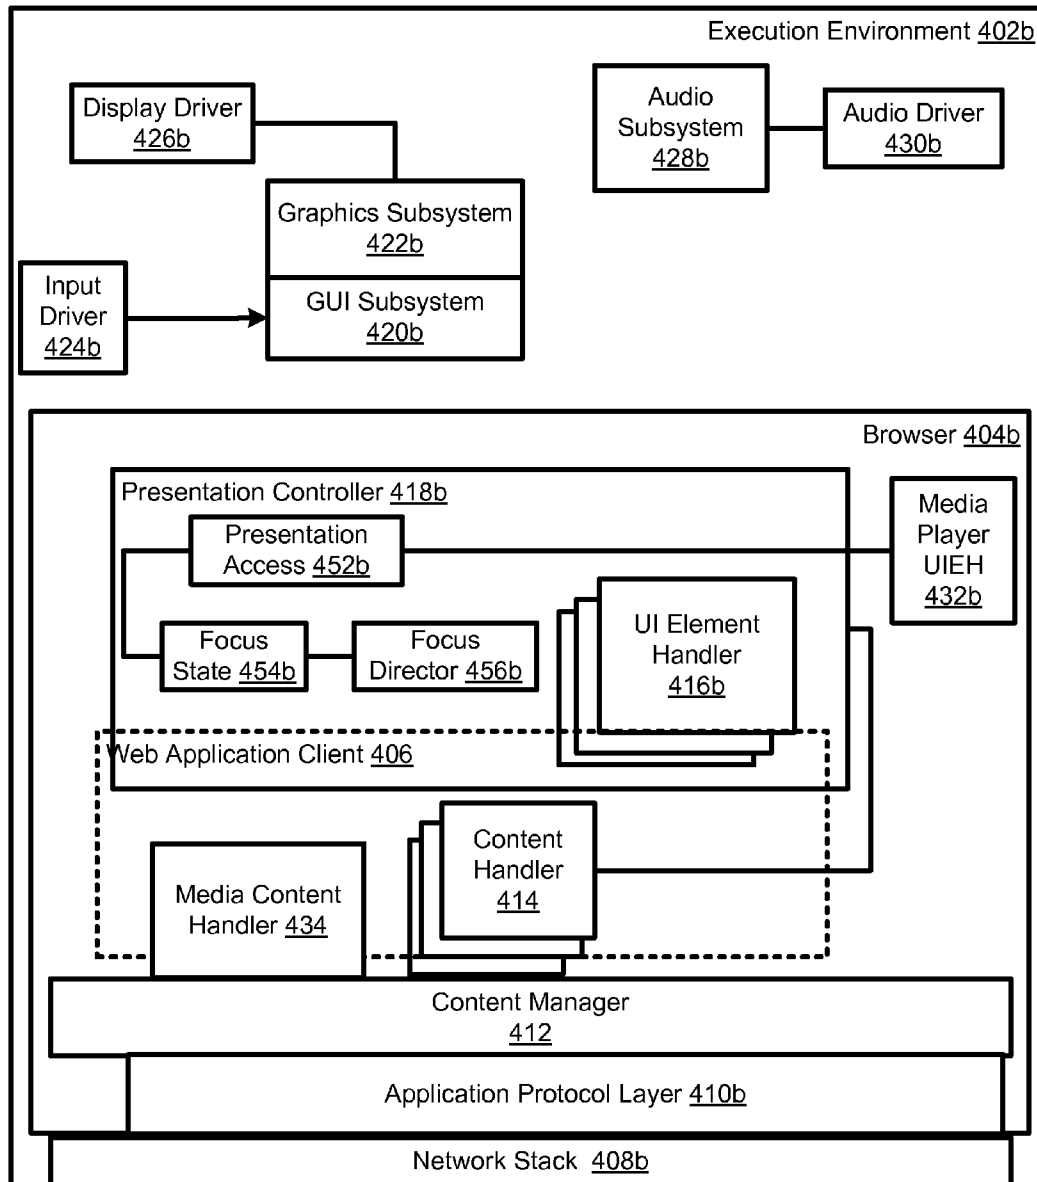 Execution Environment 402b
Display Driver
426b
Audio
Subsystem
428b
Audio Driver
430b
Graphics Subsystem
422b
Input
Driver
424b
GUI Subsystem
420b
Browser 404b
Presentation Controller 418b
Presentation
Access 452b
Media
Player
UIEH
432b
Focus
State 454b
Focus
Director 456b
UI Element
Handler
416b
Web Application Client 406
Content
Handler
414
Media Content
Handler 434
Content Manager
412
Application Protocol Layer 410b
Network Stack 408b